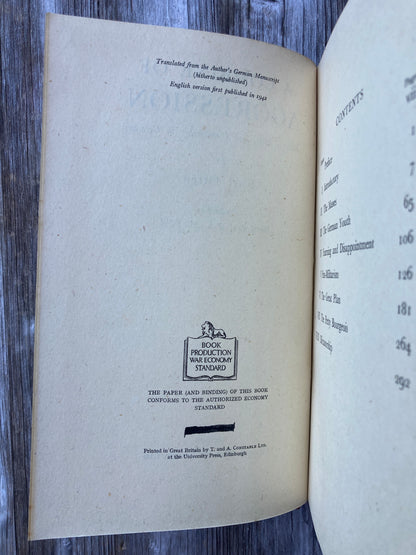 Translated from the Author's German Manuscript
(hitherto unpublished)
English version first published in 1942
BOOK
PRODUCTION
WAR ECONOMY
STANDARD
THE PAPER (AND BINDING) OF THIS BOOK
CONFORMS TO THE AUTHORIZED ECONOMY
STANDARD
Printed in Great Britain by T. and A. CONSTABLE LTD.
at the University Press, Edinburgh
CONTENTS
Preface
I Introductory
1
II The Masses
7
III The German Youth
65
Yearning and Disappointment
106
126
The Great Plan
181
The Petty Bourgeois
264
292